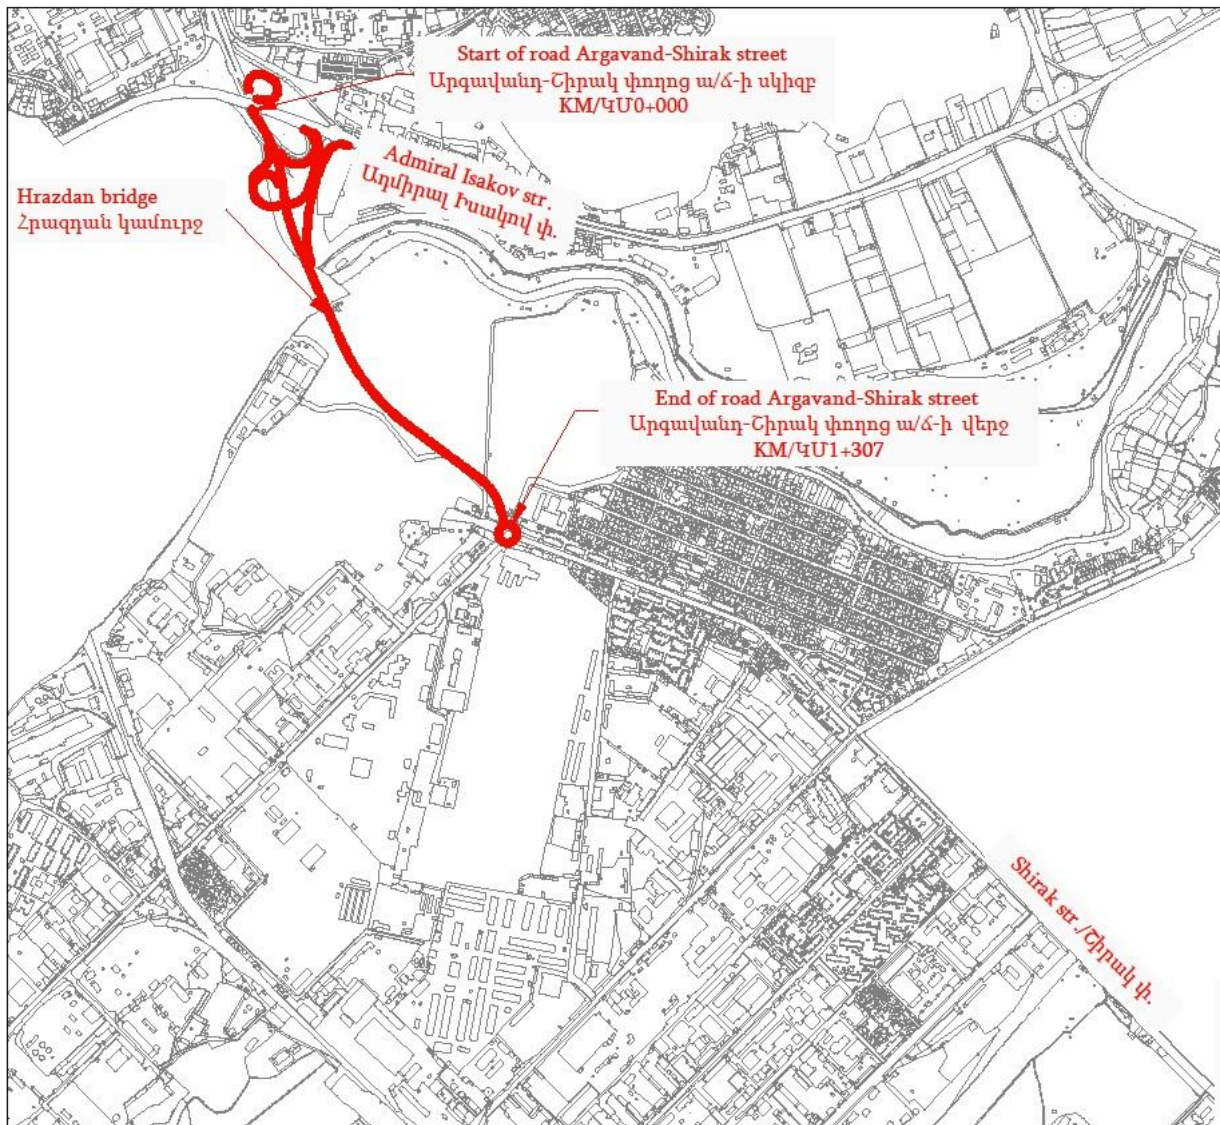 Start of road Argavand-Shirak street
Արգավանդ-Շիրակ փողոց ա/ճ-ի սկիզբ
KM/ԿՄ0+000
Admiral Isakov str.
Ադմիրալ Իսակով փ.
Hrazdan bridge
Հրազդան կամուրջ
End of road Argavand-Shirak street
Արգավանդ-Շիրակ փողոց ա/ճ-ի վերջ
KM/ԿՄ1+307
Shirak str./Շիրակ փ.